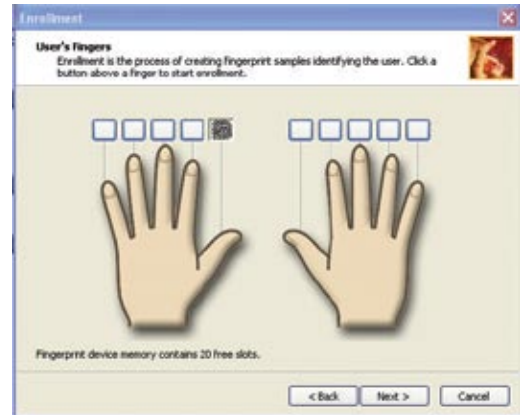 Enrollment
User's fingers
Enrollment is the process of creating fingerprint samples identifying the user. Click a
button above a finger to start enrollment.
Fingerprint device memory contains 20 free slots.
< Back Next > Cancel